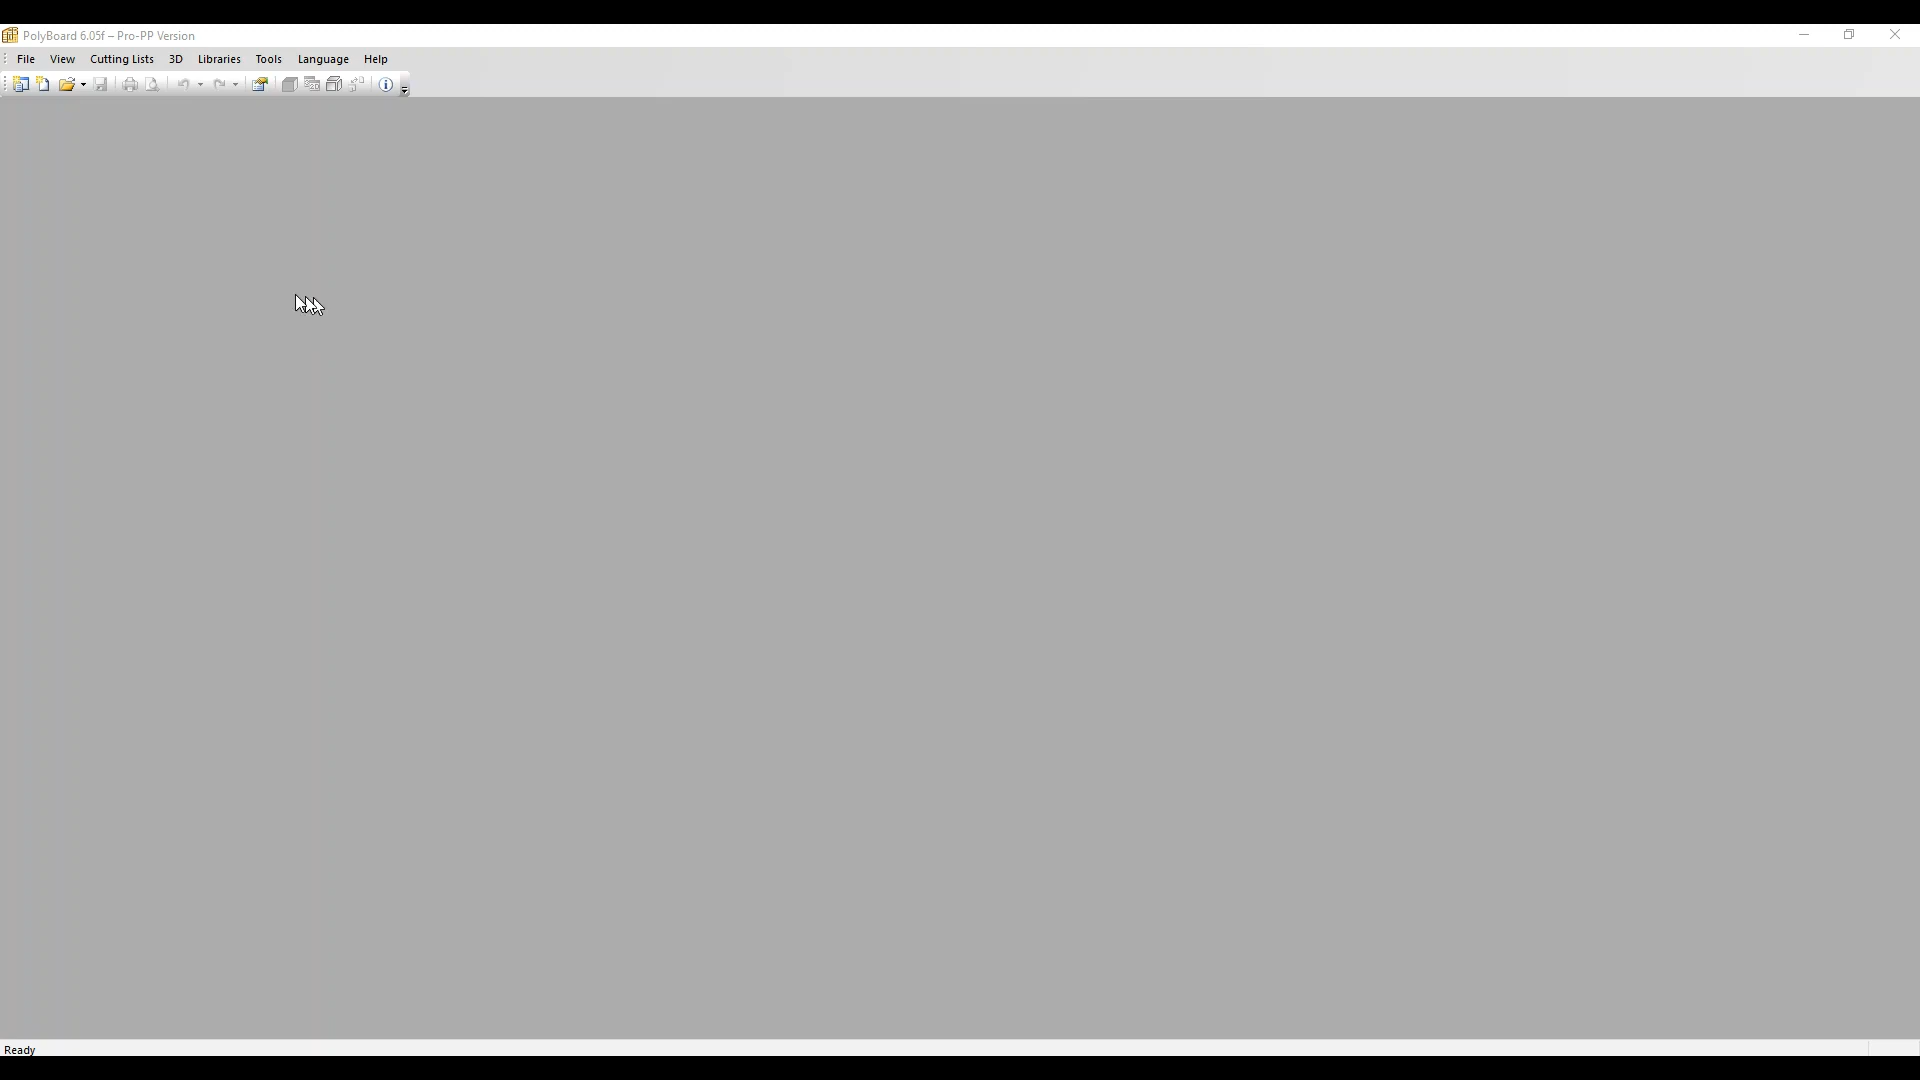 PolyBoard 6.05f – Pro-PP Version
File View Cutting Lists 3D Libraries Tools Language Help
Ready